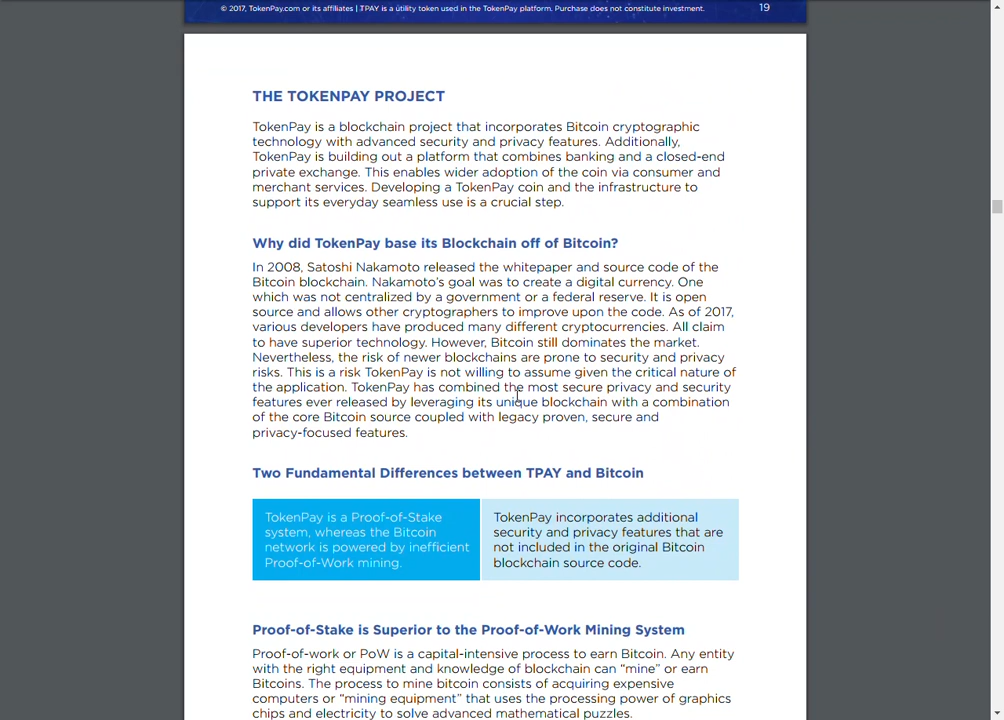 © 2017, TokenPay.com or its affiliates | TPAY is a utility token used in the TokenPay platform. Purchase does not constitute investment. 19
THE TOKENPAY PROJECT
TokenPay is a blockchain project that incorporates Bitcoin cryptographic
technology with advanced security and privacy features. Additionally,
TokenPay is building out a platform that combines banking and a closed-end
private exchange. This enables wider adoption of the coin via consumer and
merchant services. Developing a TokenPay coin and the infrastructure to
support its everyday seamless use is a crucial step.
Why did TokenPay base its Blockchain off of Bitcoin?
In 2008, Satoshi Nakamoto released the whitepaper and source code of the
Bitcoin blockchain. Nakamoto's goal was to create a digital currency. One
which was not centralized by a government or a federal reserve. It is open
source and allows other cryptographers to improve upon the code. As of 2017,
various developers have produced many different cryptocurrencies. All claim
to have superior technology. However, Bitcoin still dominates the market.
Nevertheless, the risk of newer blockchains are prone to security and privacy
risks. This is a risk TokenPay is not willing to assume given the critical nature of
the application. TokenPay has combined the most secure privacy and security
features ever released by leveraging its unique blockchain with a combination
of the core Bitcoin source coupled with legacy proven, secure and
privacy-focused features.
Two Fundamental Differences between TPAY and Bitcoin
TokenPay is a Proof-of-Stake
system, whereas the Bitcoin
network is powered by inefficient
Proof-of-Work mining.
TokenPay incorporates additional
security and privacy features that are
not included in the original Bitcoin
blockchain source code.
Proof-of-Stake is Superior to the Proof-of-Work Mining System
Proof-of-work or PoW is a capital-intensive process to earn Bitcoin. Any entity
with the right equipment and knowledge of blockchain can “mine” or earn
Bitcoins. The process to mine bitcoin consists of acquiring expensive
computers or “mining equipment” that uses the processing power of graphics
chips and electricity to solve advanced mathematical puzzles.